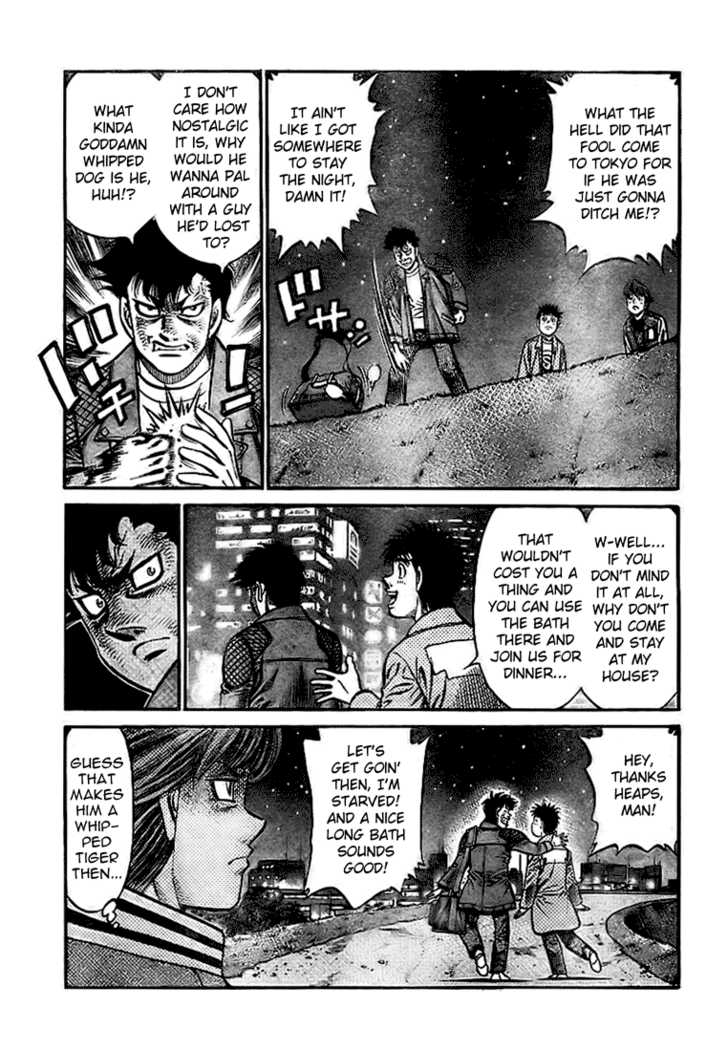 WHAT THE
HELL DID THAT
FOOL COME
TO TOKYO FOR
IF HE WAS
JUST GONNA
DITCH ME!?
IT AIN'T
LIKE I GOT
SOMEWHERE
TO STAY
THE NIGHT,
DAMN IT!
ドサッ
I DON'T
CARE HOW
NOSTALGIC
IT IS, WHY
WOULD HE
WANNA PAL
AROUND
WITH A GUY
HE'D LOST
TO?
WHAT
KINDA
GODDAMN
WHIPPED
DOG IS HE,
HUH!?
W-WELL...
IF YOU
DON'T MIND
IT AT ALL,
WHY DON'T
YOU COME
AND STAY
AT MY
HOUSE?
THAT
WOULDN'T
COST YOU A
THING AND
YOU CAN USE
THE BATH
THERE AND
JOIN US FOR
DINNER...
HEY,
THANKS
HEAPS,
MAN!
LET'S
GET GOIN'
THEN, I'M
STARVED!
AND A NICE
LONG BATH
SOUNDS
GOOD!
GUESS
THAT
MAKES
HIM A
WHIP-
PED
TIGER
THEN...